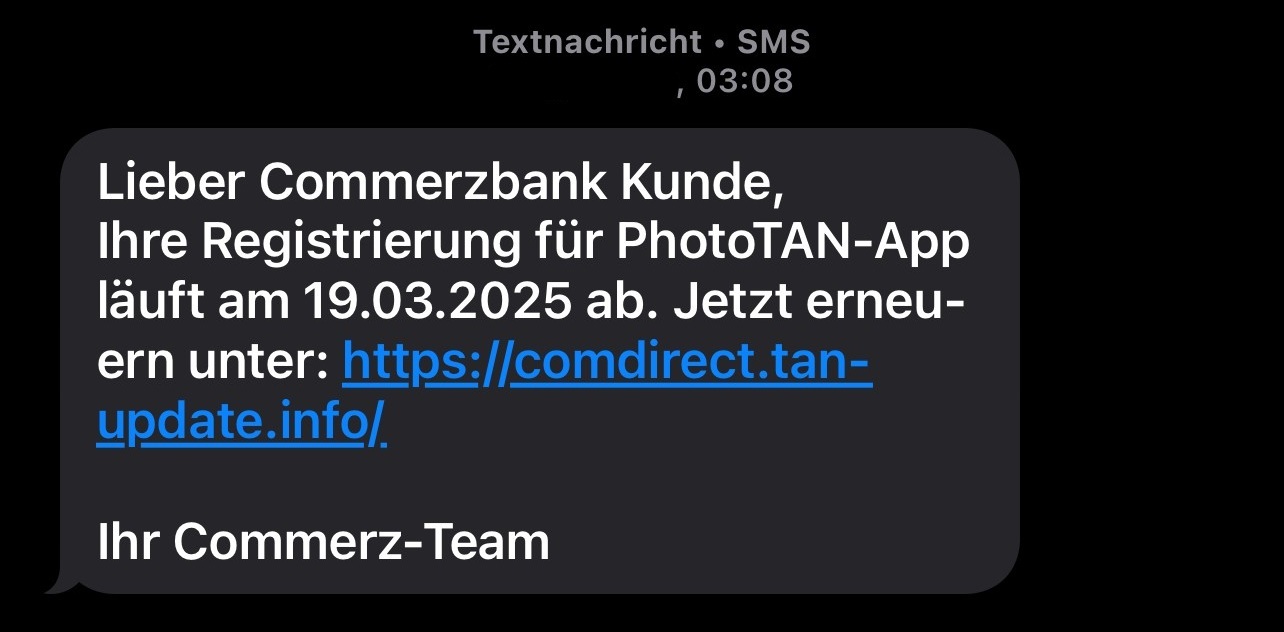 Textnachricht • SMS
, 03:08
Lieber Commerzbank Kunde,
Ihre Registrierung für PhotoTAN-App
läuft am 19.03.2025 ab. Jetzt erneu-
ern unter: https://comdirect.tan-
update.info/
Ihr Commerz-Team